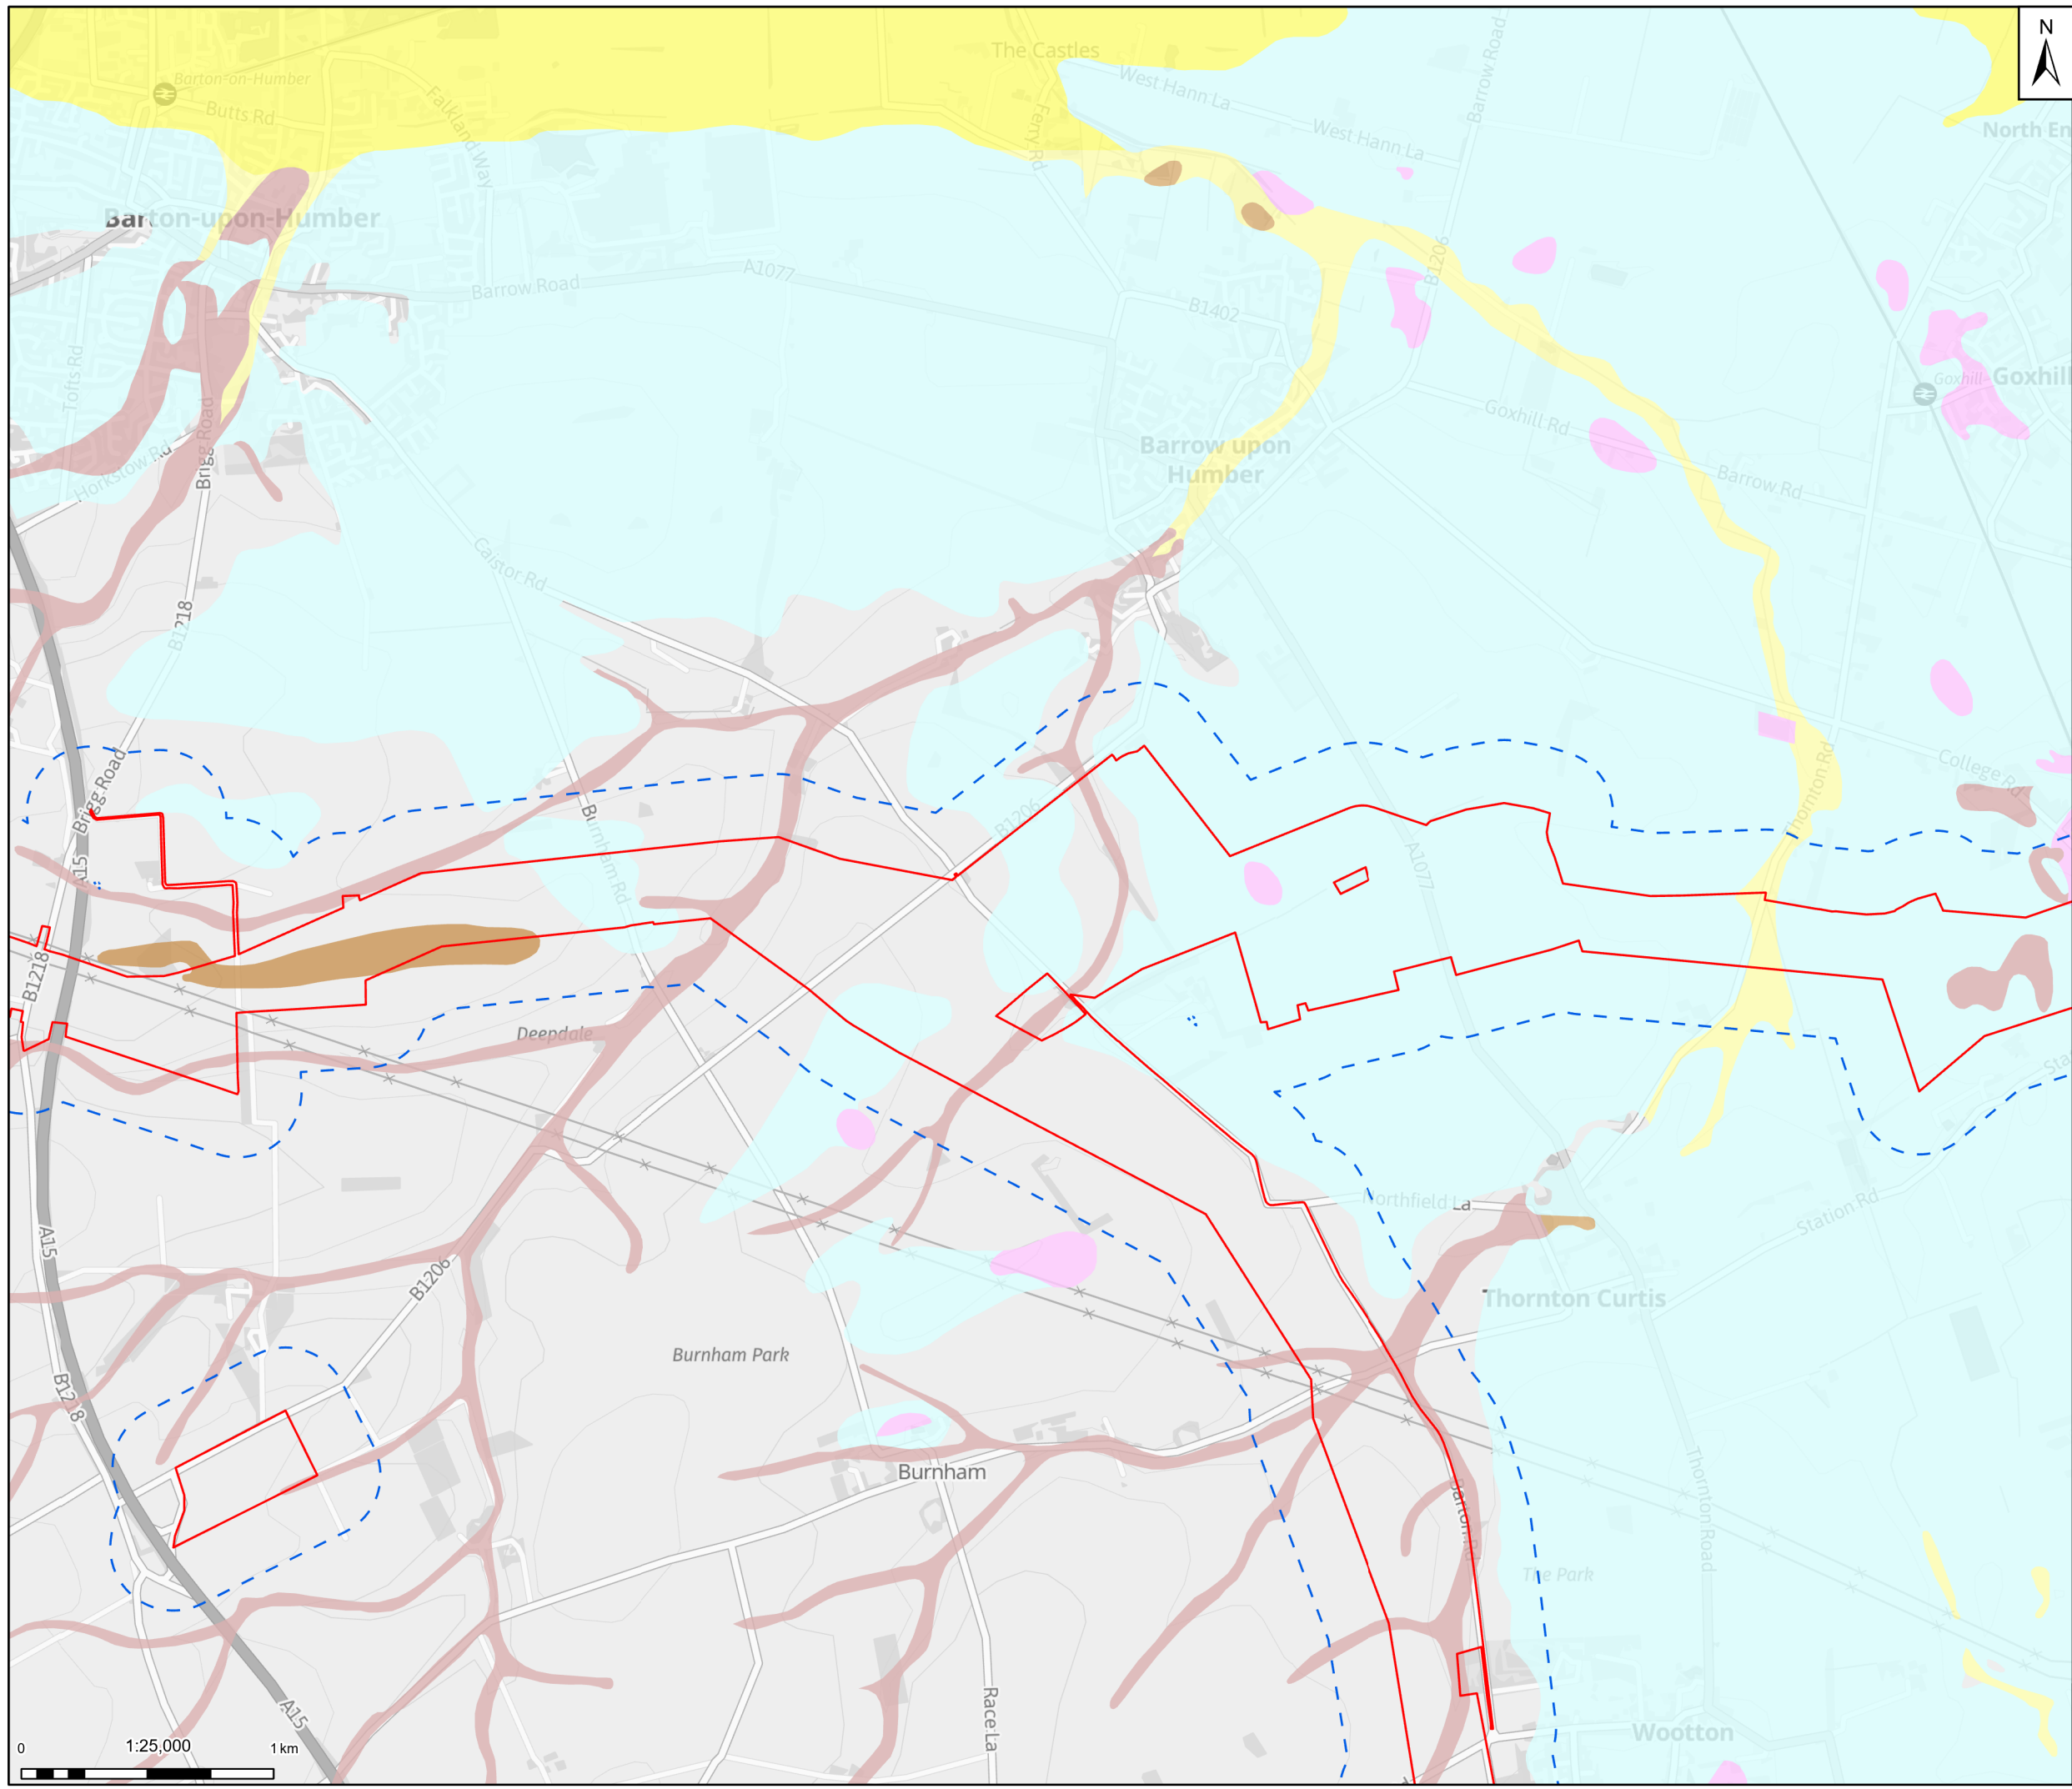 N
The Castles
Barton-on-Humber
West Hann La
Barrow Road
Butts Rd
Falkland Way
Ferry Rd
West Hann La
North En
Barton-upon-Humber
B1206
A1077
Barrow Road
B1402
Tofts Rd
Goxhill
Goxhill
Goxhill Rd
Brigg Road
Barrow upon
Humber
Horkstow Rd
Barrow Rd
Caistor Rd
B1218
Brigg Road
College Rd
Thornton Rd
B1206
Burnham Rd
A15
A1077
B1218
Deepdale
Sta
Northfield La
Station Rd
A15
B1206
Thornton Curtis
Burnham Park
B1218
Burnham
Barton Rd
Thornton Road
The Park
A15
Race La
Wootton
0
1:25,000
1 km